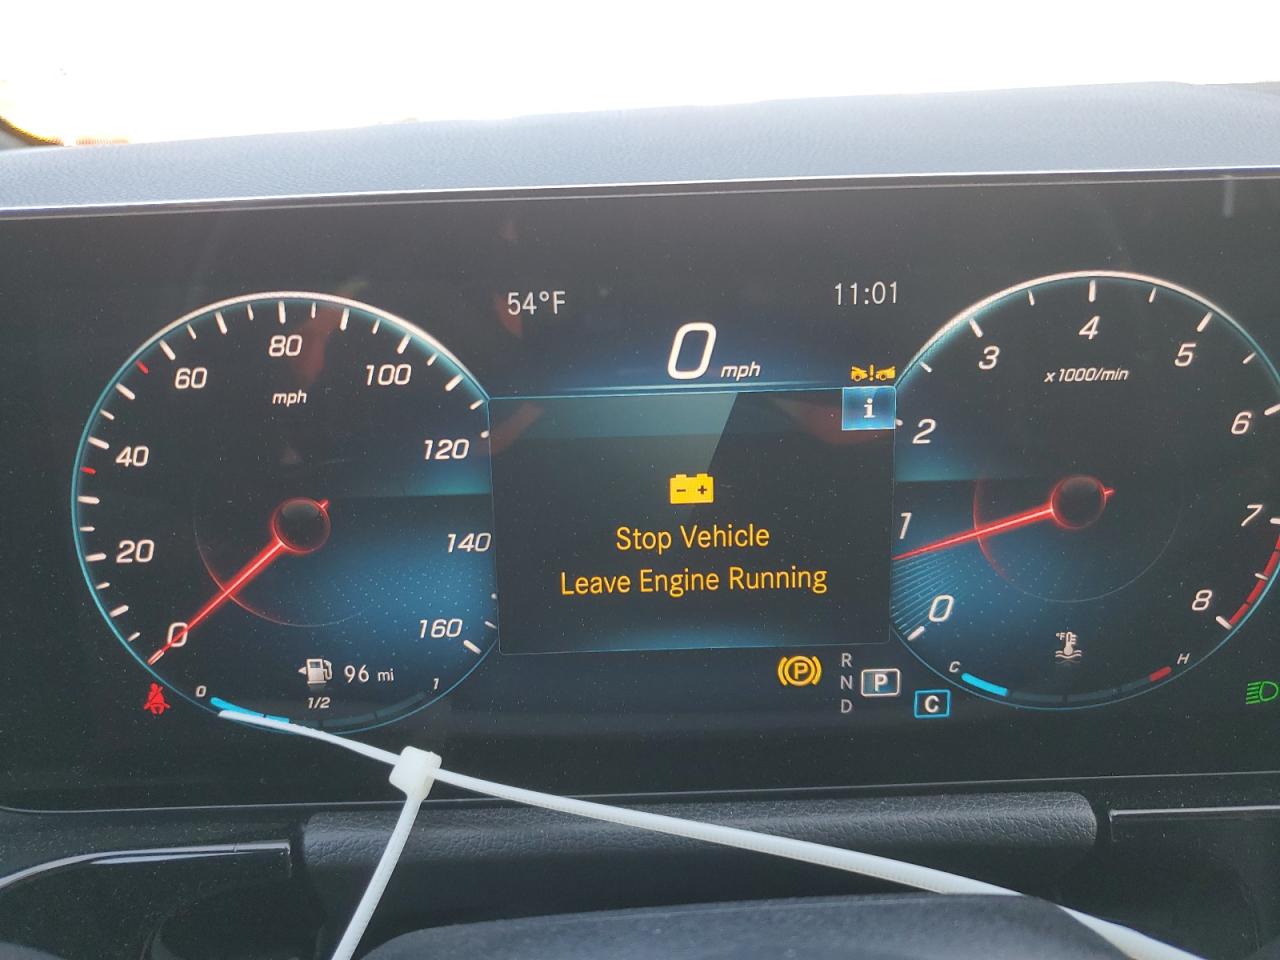 54°F
11:01
0 mph
i
Stop Vehicle
Leave Engine Running
0
20
40
60
80
100
120
140
160
mph
96 mi
0
1/2
1
0
1
2
3
4
5
6
7
8
x1000/min
°F
C
H
P
R
N
D
P
C